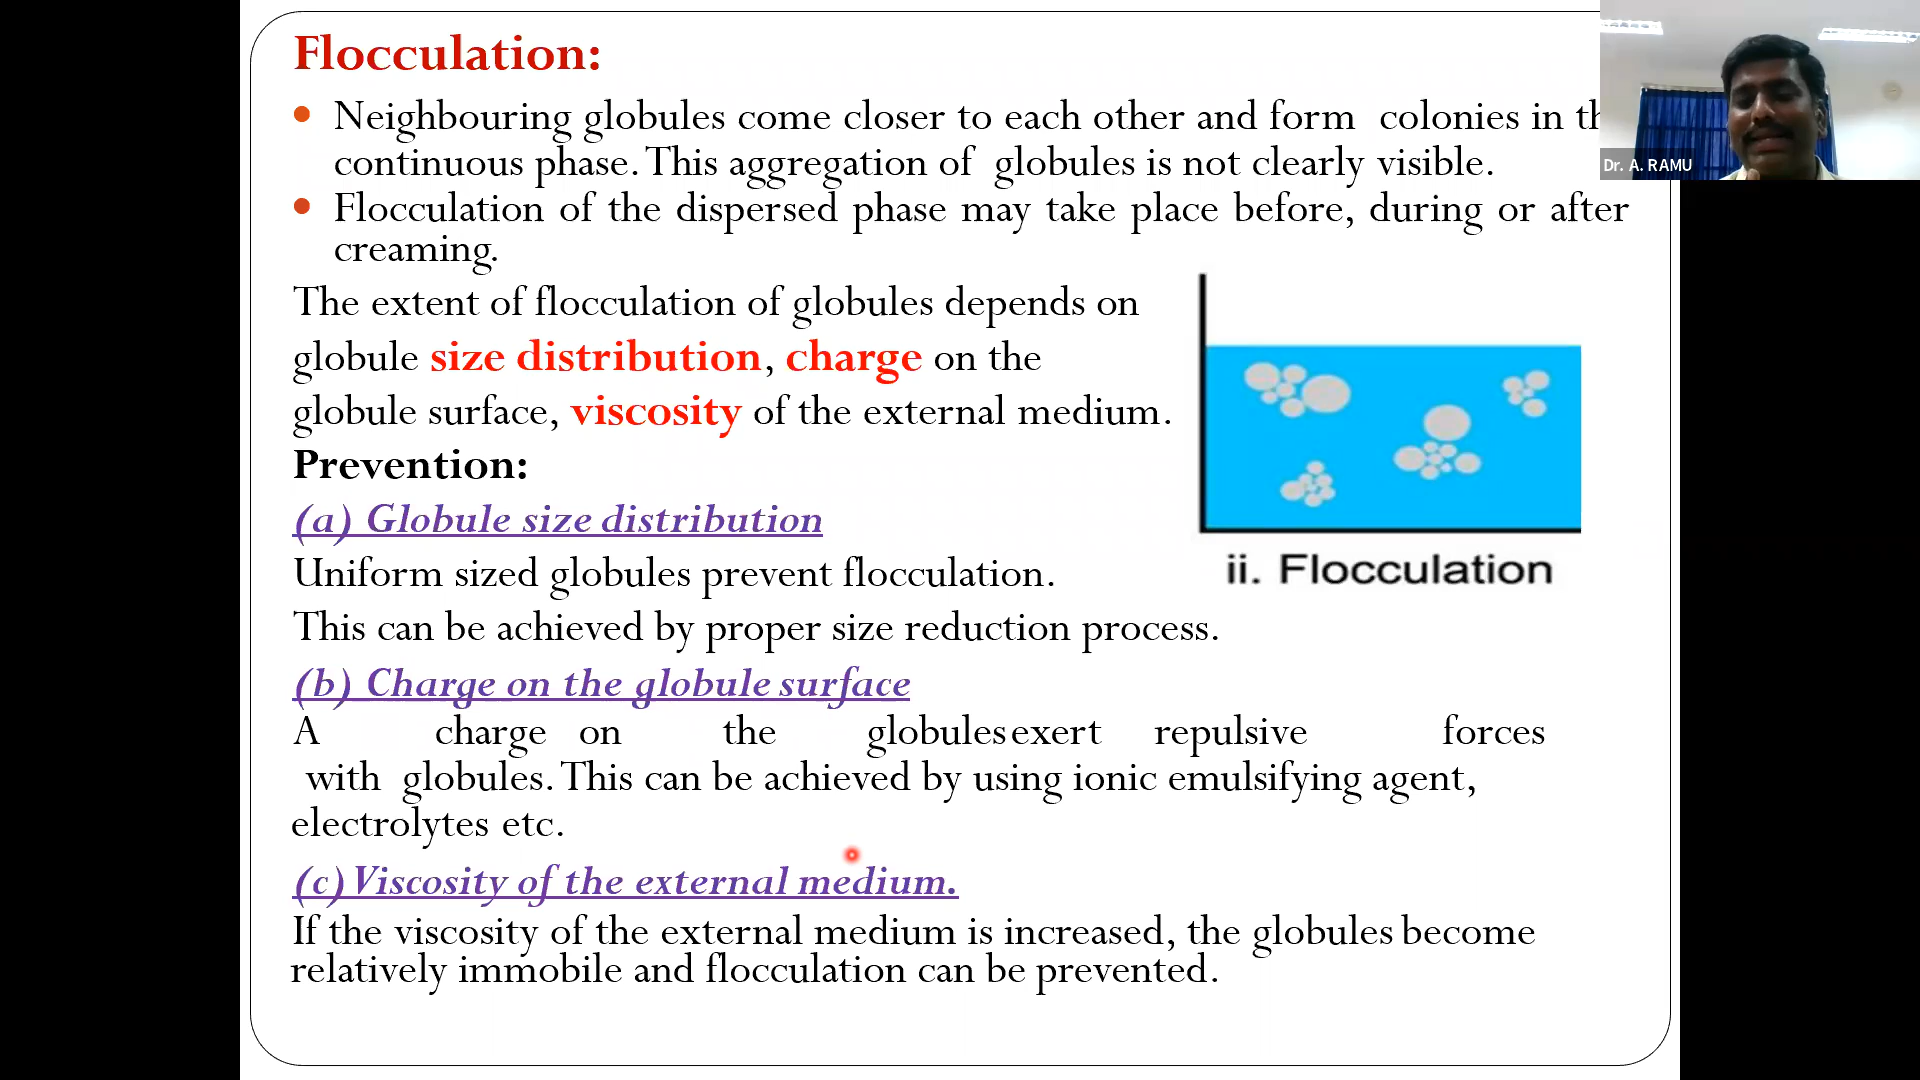 Flocculation:
• Neighbouring globules come closer to each other and form colonies in
continuous phase. This aggregation of globules is not clearly visible.
• Flocculation of the dispersed phase may take place before, during or after
creaming.
The extent of flocculation of globules depends on
globule size distribution, charge on the
globule surface, viscosity of the external medium.
Prevention:
(a) Globule size distribution
Uniform sized globules prevent flocculation.
This can be achieved by proper size reduction process.
(b) Charge on the globule surface
A charge on the globules exert repulsive forces
with globules. This can be achieved by using ionic emulsifying agent,
electrolytes etc.
(c) Viscosity of the external medium.
If the viscosity of the external medium is increased, the globules become
relatively immobile and flocculation can be prevented.
ii. Flocculation
Dr. A. RAMU